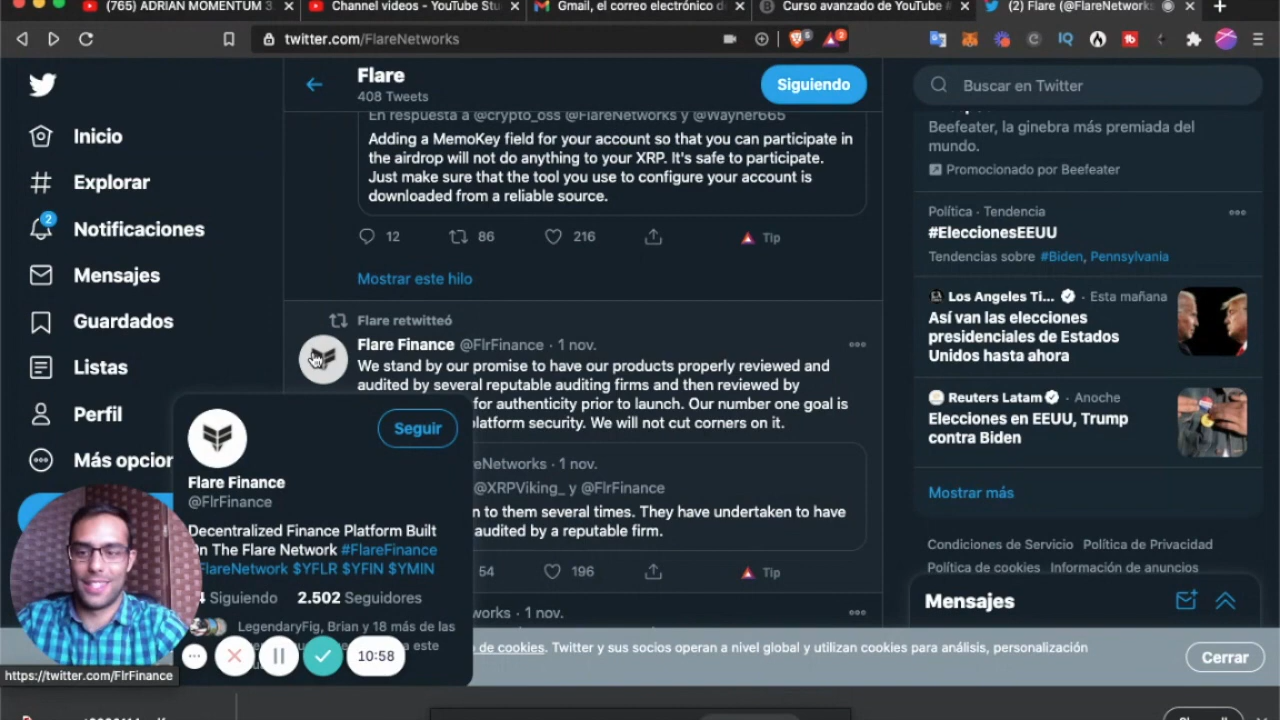 (765) ADRIAN MOMENTUM 3
Channel videos - YouTube Stu
Gmail, el correo electrónico d
Curso avanzado de YouTube
(2) Flare (@FlareNetworks
twitter.com/FlareNetworks
Inicio
Explorar
2
Notificaciones
Mensajes
Guardados
Listas
Perfil
Más opcion
Flare
408 Tweets
Siguiendo
En respuesta a @crypto_oss @FlareNetworks y @Wayner665
Adding a MemoKey field for your account so that you can participate in
the airdrop will not do anything to your XRP. It's safe to participate.
Just make sure that the tool you use to configure your account is
downloaded from a reliable source.
12
86
216
Tip
Mostrar este hilo
Flare retwitteó
Flare Finance @FlrFinance · 1 nov.
We stand by our promise to have our products properly reviewed and
audited by several reputable auditing firms and then reviewed by
for authenticity prior to launch. Our number one goal is
platform security. We will not cut corners on it.
eNetworks · 1 nov.
@XRPViking_ y @FlrFinance
n to them several times. They have undertaken to have
audited by a reputable firm.
54
196
Tip
works · 1 nov.
Seguir
Flare Finance
@FlrFinance
Decentralized Finance Platform Built
On The Flare Network #FlareFinance
lareNetwork $YFLR $YFIN $YMIN
4 Siguiendo 2.502 Seguidores
LegendaryFig, Brian y 18 más de las
10:58
https://twitter.com/FlrFinance
o de cookies. Twitter y sus socios operan a nivel global y utilizan cookies para análisis, personalización
Cerrar
Buscar en Twitter
Beefeater, la ginebra más premiada del
mundo.
Promocionado por Beefeater
Política · Tendencia
#EleccionesEEUU
Tendencias sobre #Biden, Pennsylvania
Los Angeles Ti... · Esta mañana
Así van las elecciones
presidenciales de Estados
Unidos hasta ahora
Reuters Latam · Anoche
Elecciones en EEUU, Trump
contra Biden
Mostrar más
Condiciones de Servicio Política de Privacidad
Política de cookies Información de anuncios
Mensajes